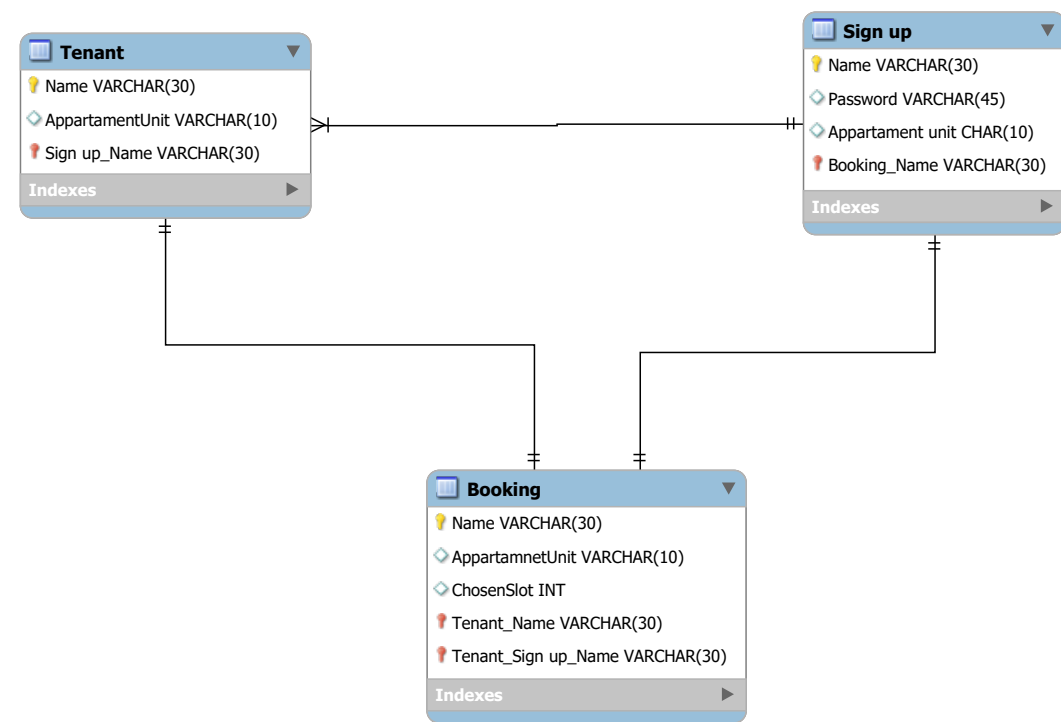 Tenant
Name VARCHAR(30)
AppartamentUnit VARCHAR(10)
Sign up_Name VARCHAR(30)
Indexes
Sign up
Name VARCHAR(30)
Password VARCHAR(45)
Appartament unit CHAR(10)
Booking_Name VARCHAR(30)
Indexes
Booking
Name VARCHAR(30)
AppartamnetUnit VARCHAR(10)
ChosenSlot INT
Tenant_Name VARCHAR(30)
Tenant_Sign up_Name VARCHAR(30)
Indexes